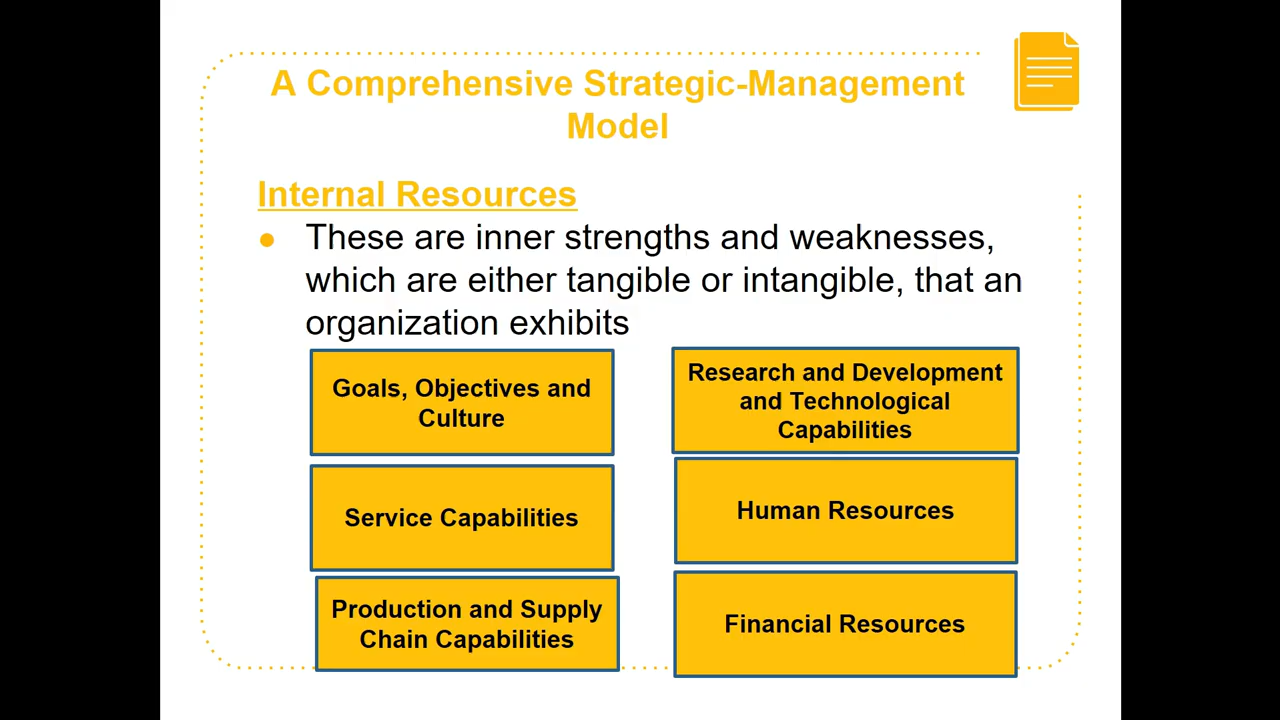 A Comprehensive Strategic-Management
Model
Internal Resources
These are inner strengths and weaknesses,
which are either tangible or intangible, that an
organization exhibits
Goals, Objectives and
Culture
Research and Development
and Technological
Capabilities
Service Capabilities
Human Resources
Production and Supply
Chain Capabilities
Financial Resources